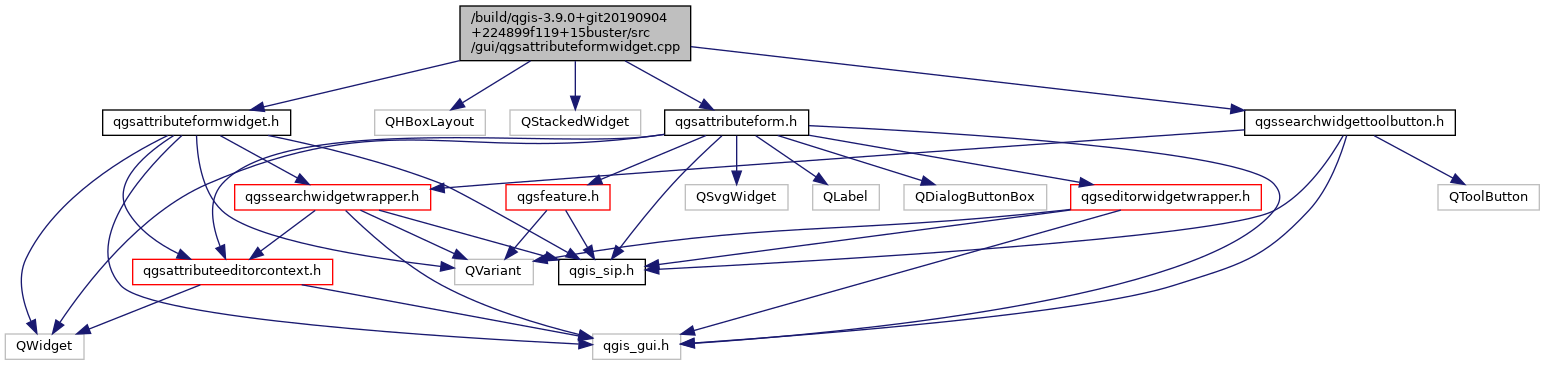 /build/qgis-3.9.0+git20190904
+224899f119+15buster/src
/gui/qgsattributeformwidget.cpp
qgsattributeformwidget.h
QHBoxLayout
QStackedWidget
qgsattributeform.h
qgssearchwidgettoolbutton.h
qgssearchwidgetwrapper.h
qgsfeature.h
QSvgWidget
QLabel
QDialogButtonBox
qgseditorwidgetwrapper.h
QToolButton
qgsattributeeditorcontext.h
QVariant
qgis_sip.h
QWidget
qgis_gui.h